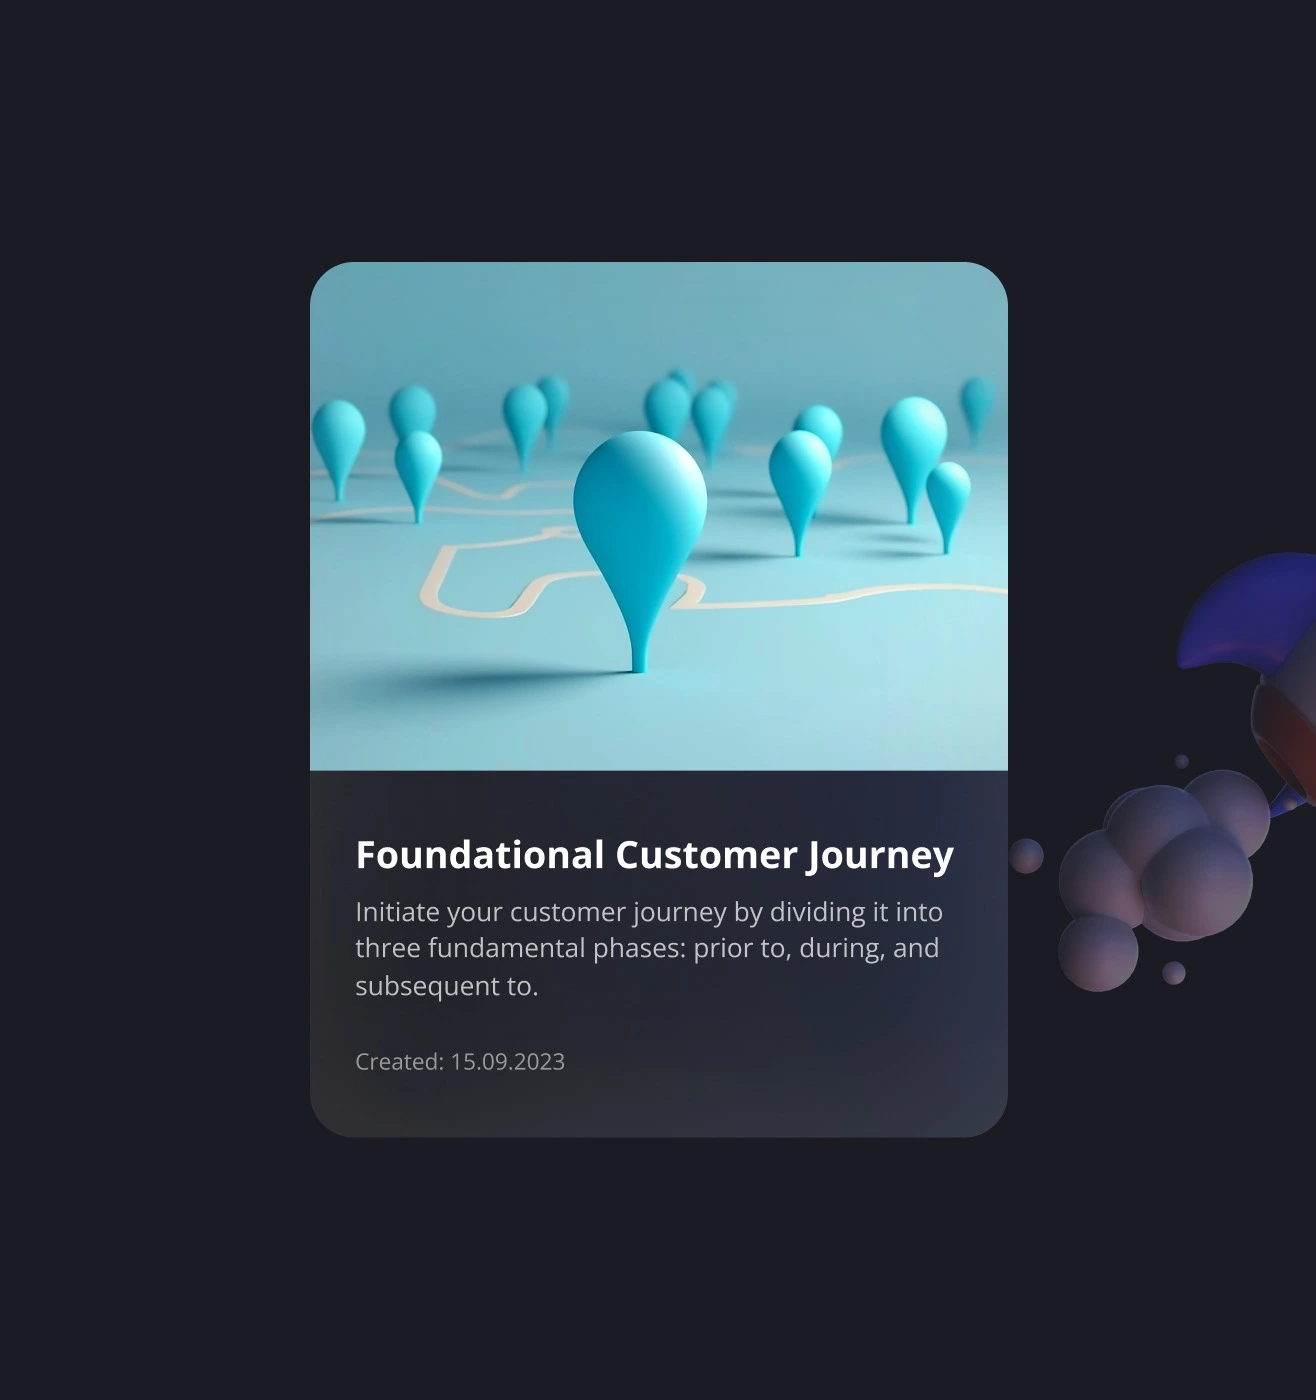 Foundational Customer Journey
Initiate your customer journey by dividing it into
three fundamental phases: prior to, during, and
subsequent to.
Created: 15.09.2023